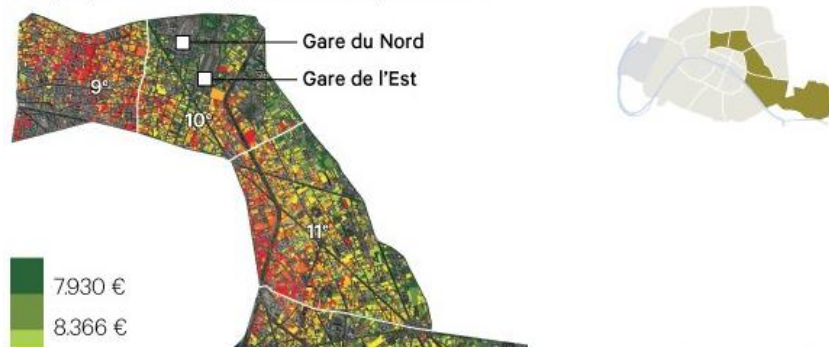 Gare du Nord
Gare de l'Est
9e
10e
11e
7.930 €
8.366 €